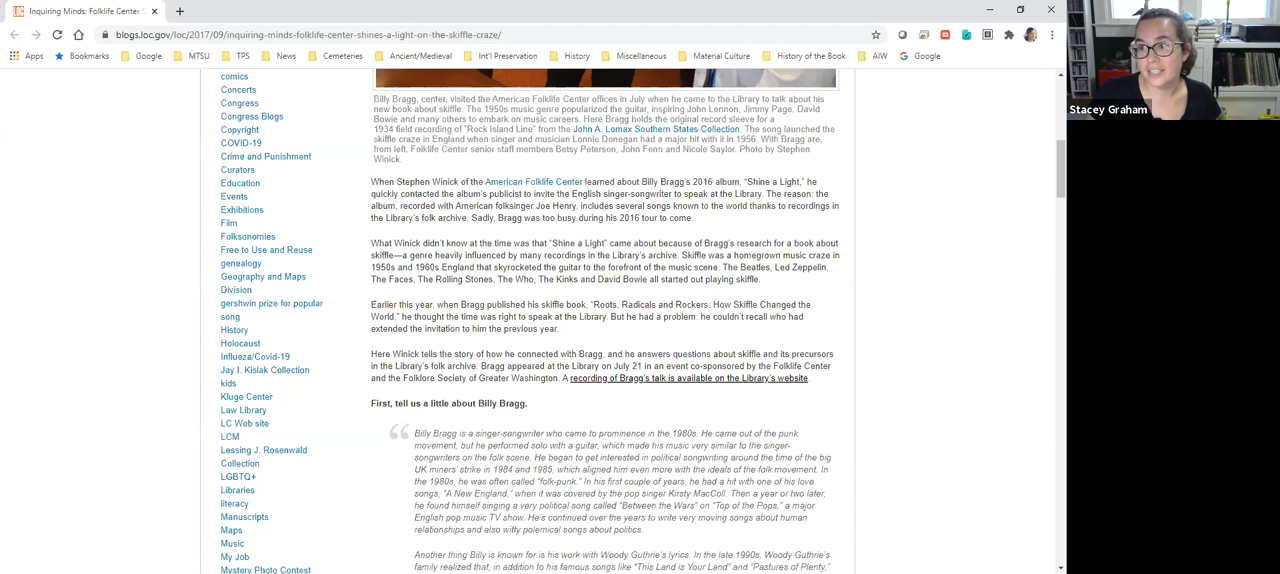 Inquiring Minds: Folklife Center S
blogs.loc.gov/loc/2017/09/inquiring-minds-folklife-center-shines-a-light-on-the-skiffle-craze/
Apps Bookmarks Google MTSU TPS News Cemeteries Ancient/Medieval Int'l Preservation History Miscellaneous Material Culture History of the Book AIW Google
Stacey Graham
comics
Concerts
Congress
Congress Blogs
Copyright
COVID-19
Crime and Punishment
Curators
Education
Events
Exhibitions
Film
Folksonomies
Free to Use and Reuse
genealogy
Geography and Maps
Division
gershwin prize for popular
song
History
Holocaust
Influeza/Covid-19
Jay I. Kislak Collection
kids
Kluge Center
Law Library
LC Web site
LCM
Lessing J. Rosenwald
Collection
LGBTQ+
Libraries
literacy
Manuscripts
Maps
Music
My Job
Mystery Photo Contest
Billy Bragg, center, visited the American Folklife Center offices in July when he came to the Library to talk about his
new book about skiffle. The 1950s music genre popularized the guitar, inspiring John Lennon, Jimmy Page, David
Bowie and many others to embark on music careers. Here Bragg holds the original record sleeve for a
1934 field recording of "Rock Island Line" from the John A. Lomax Southern States Collection. The song launched the
skiffle craze in England when singer and musician Lonnie Donegan had a major hit with it in 1956. With Bragg are,
from left, Folklife Center senior staff members Betsy Peterson, John Fenn and Nicole Saylor. Photo by Stephen
Winick.
When Stephen Winick of the American Folklife Center learned about Billy Bragg's 2016 album, “Shine a Light,” he
quickly contacted the album's publicist to invite the English singer-songwriter to speak at the Library. The reason: the
album, recorded with American folksinger Joe Henry, includes several songs known to the world thanks to recordings in
the Library's folk archive. Sadly, Bragg was too busy during his 2016 tour to come.
What Winick didn't know at the time was that “Shine a Light” came about because of Bragg's research for a book about
skiffle—a genre heavily influenced by many recordings in the Library's archive. Skiffle was a homegrown music craze in
1950s and 1960s England that skyrocketed the guitar to the forefront of the music scene. The Beatles, Led Zeppelin,
The Faces, The Rolling Stones, The Who, The Kinks and David Bowie all started out playing skiffle.
Earlier this year, when Bragg published his skiffle book, “Roots, Radicals and Rockers: How Skiffle Changed the
World,” he thought the time was right to speak at the Library. But he had a problem: he couldn't recall who had
extended the invitation to him the previous year.
Here Winick tells the story of how he connected with Bragg, and he answers questions about skiffle and its precursors
in the Library's folk archive. Bragg appeared at the Library on July 21 in an event co-sponsored by the Folklife Center
and the Folklore Society of Greater Washington. A recording of Bragg's talk is available on the Library's website.
First, tell us a little about Billy Bragg.
Billy Bragg is a singer-songwriter who came to prominence in the 1980s. He came out of the punk
movement, but he performed solo with a guitar, which made his music very similar to the singer-
songwriters on the folk scene. He began to get interested in political songwriting around the time of the big
UK miners' strike in 1984 and 1985, which aligned him even more with the ideals of the folk movement. In
the 1980s, he was often called “folk-punk.” In his first couple of years, he had a hit with one of his love
songs, “A New England,” when it was covered by the pop singer Kirsty MacColl. Then a year or two later,
he found himself singing a very political song called “Between the Wars” on “Top of the Pops,” a major
English pop music TV show. He's continued over the years to write very moving songs about human
relationships and also witty polemical songs about politics.
Another thing Billy is known for is his work with Woody Guthrie's lyrics. In the late 1990s, Woody Guthrie's
family realized that, in addition to his famous songs like “This Land is Your Land” and “Pastures of Plenty,”